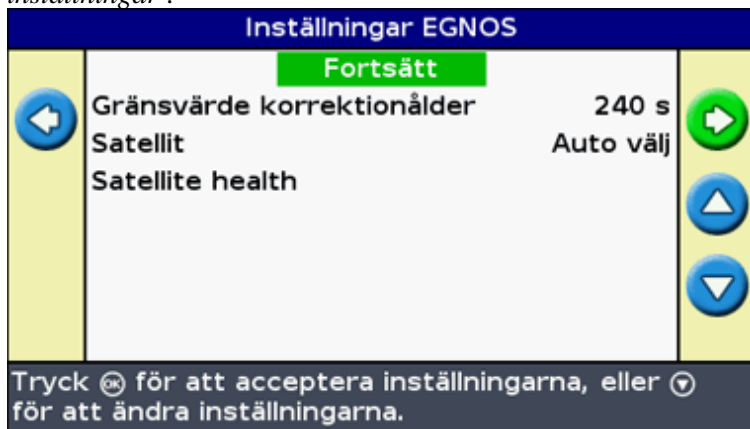 Inställningar EGNOS
Fortsätt
Gränsvärde korrektionålder 240 s
Satellit Auto välj
Satellite health
Tryck OK för att acceptera inställningarna, eller
för att ändra inställningarna.